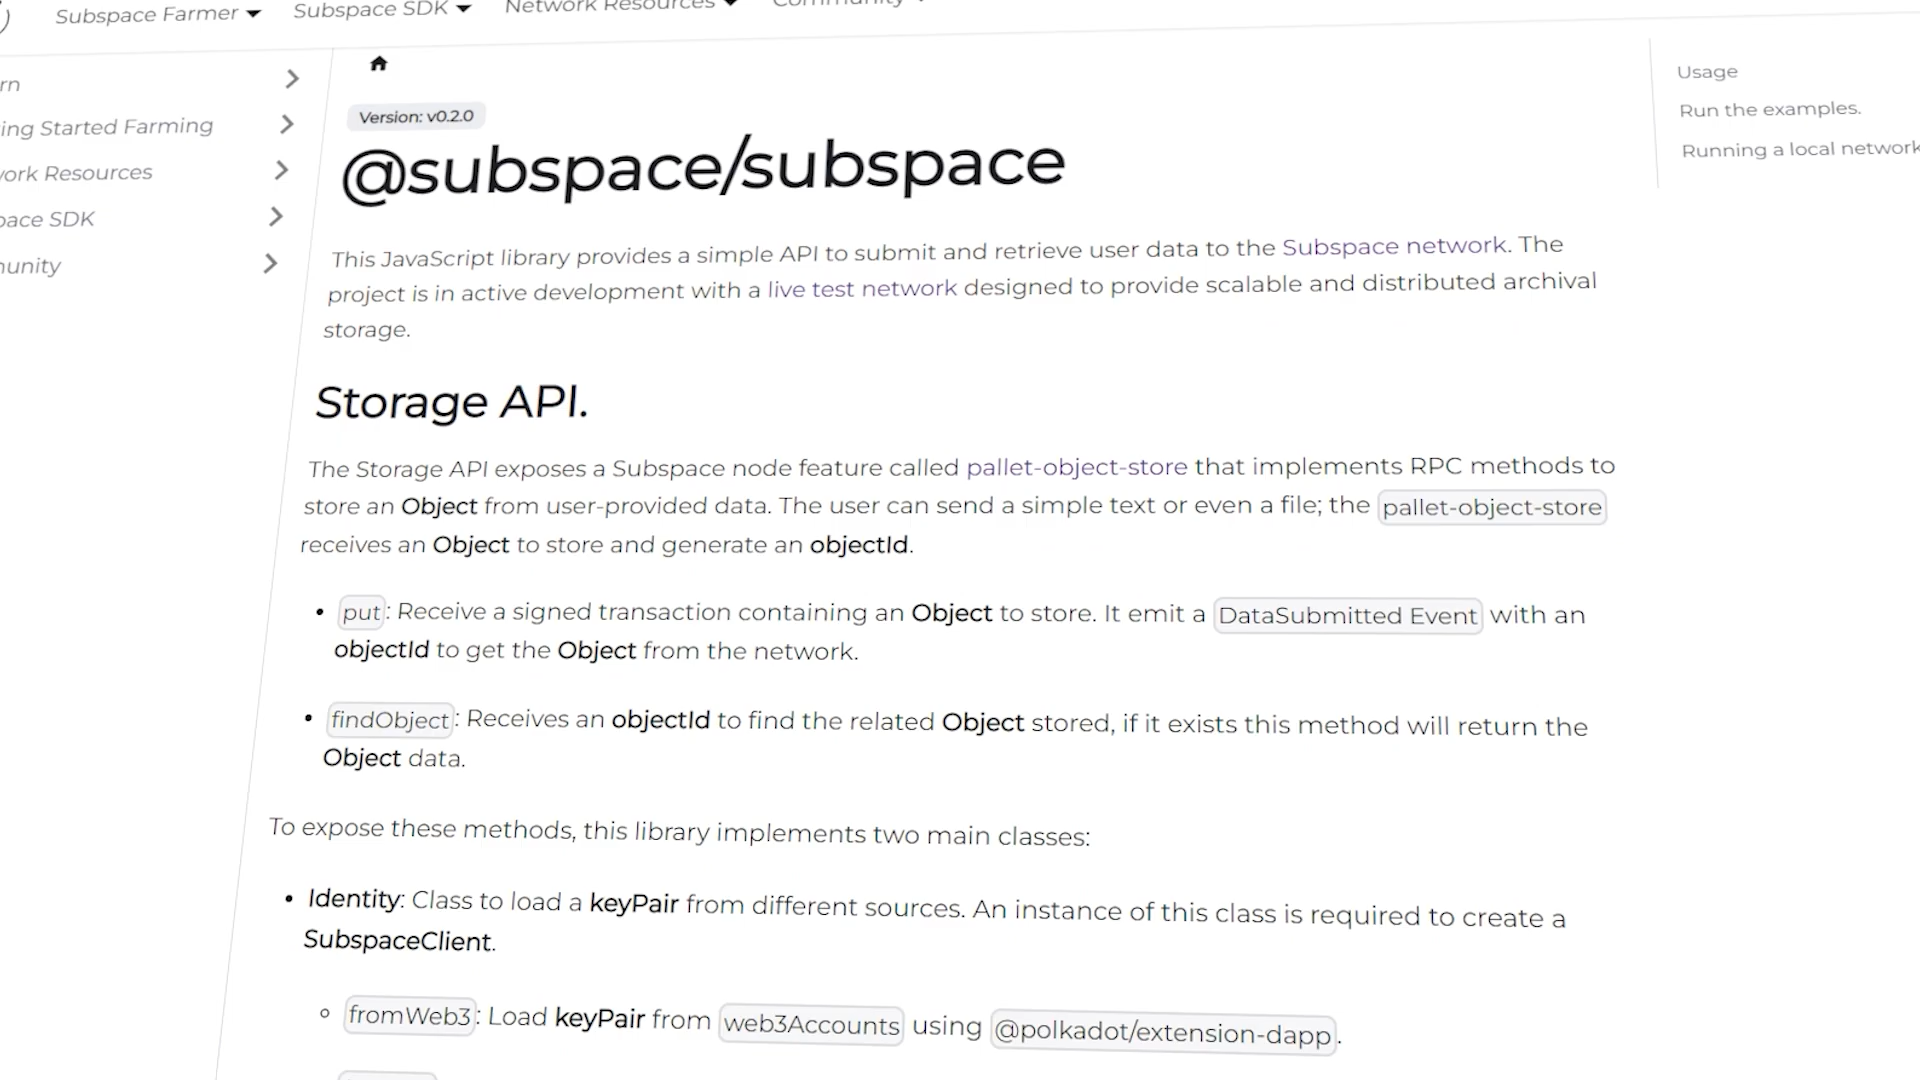 Subspace Farmer
Subspace SDK
Network Resources
Community
Started Farming
Resources
SDK
Version: v0.2.0
@subspace/subspace
This JavaScript library provides a simple API to submit and retrieve user data to the Subspace network. The
project is in active development with a live test network designed to provide scalable and distributed archival
storage.
Storage API.
The Storage API exposes a Subspace node feature called pallet-object-store that implements RPC methods to
store an Object from user-provided data. The user can send a simple text or even a file; the pallet-object-store
receives an Object to store and generate an objectId.
• put: Receive a signed transaction containing an Object to store. It emit a DataSubmitted Event with an
objectId to get the Object from the network.
• findObject: Receives an objectId to find the related Object stored, if it exists this method will return the
Object data.
To expose these methods, this library implements two main classes:
• Identity: Class to load a keyPair from different sources. An instance of this class is required to create a
SubspaceClient.
◦ fromWeb3: Load keyPair from web3Accounts using @polkadot/extension-dapp.
Usage
Run the examples.
Running a local network